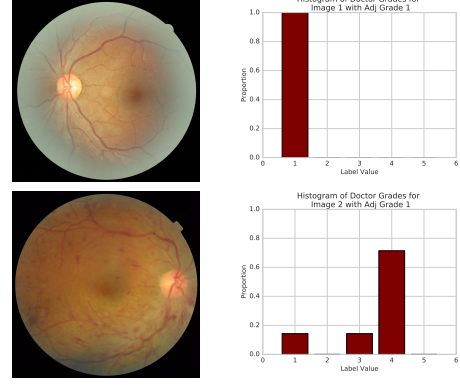 Histogram of Doctor Grades for
Image 1 with Adj Grade 1
1.0
0.8
0.6
0.4
0.2
0.0
Proportion
0 1 2 3 4 5 6
Label Value
Histogram of Doctor Grades for
Image 2 with Adj Grade 1
1.0
0.8
0.6
0.4
0.2
0.0
Proportion
0 1 2 3 4 5 6
Label Value